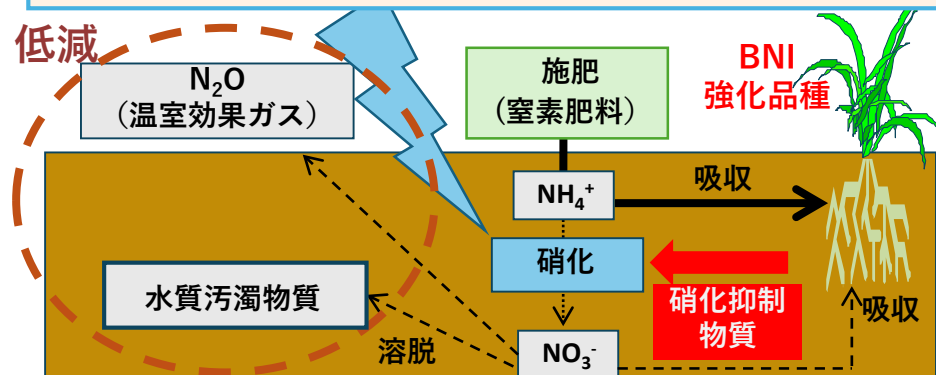 低減
N₂O
（温室効果ガス）
施肥
（窒素肥料）
BNI
強化品種
NH₄⁺
吸収
硝化
硝化抑制
物質
水質汚濁物質
溶脱
NO₃⁻
吸収